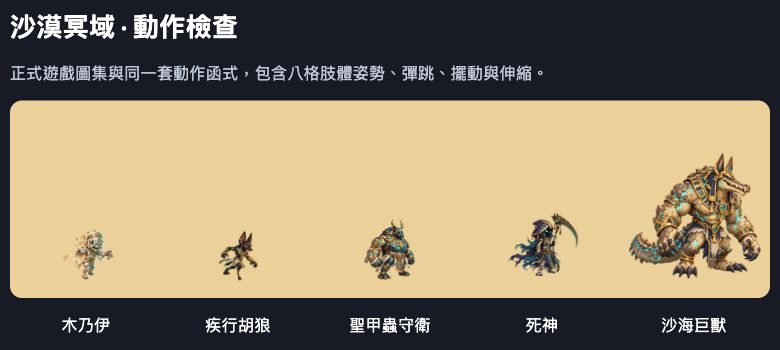 沙漠冥域 · 動作檢查
正式遊戲圖集與同一套動作函式，包含八格肢體姿勢、彈跳、擺動與伸縮。
木乃伊
疾行胡狼
聖甲蟲守衛
死神
沙海巨獸